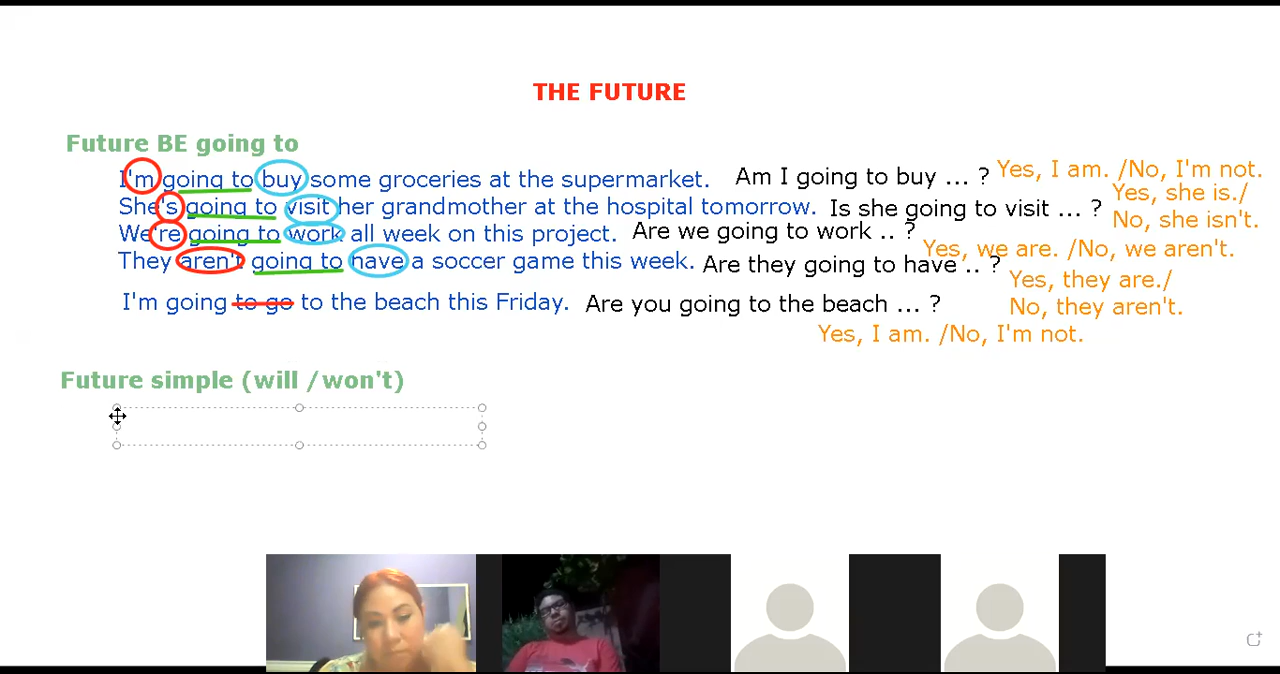 THE FUTURE
Future BE going to
I'm going to buy some groceries at the supermarket. Am I going to buy ... ? Yes, I am. /No, I'm not.
She's going to visit her grandmother at the hospital tomorrow. Is she going to visit ... ? Yes, she is./
No, she isn't.
We're going to work all week on this project. Are we going to work .. ? Yes, we are. /No, we aren't.
They aren't going to have a soccer game this week. Are they going to have .. ? Yes, they are./
No, they aren't.
I'm going to go to the beach this Friday. Are you going to the beach ... ?
Yes, I am. /No, I'm not.
Future simple (will /won't)